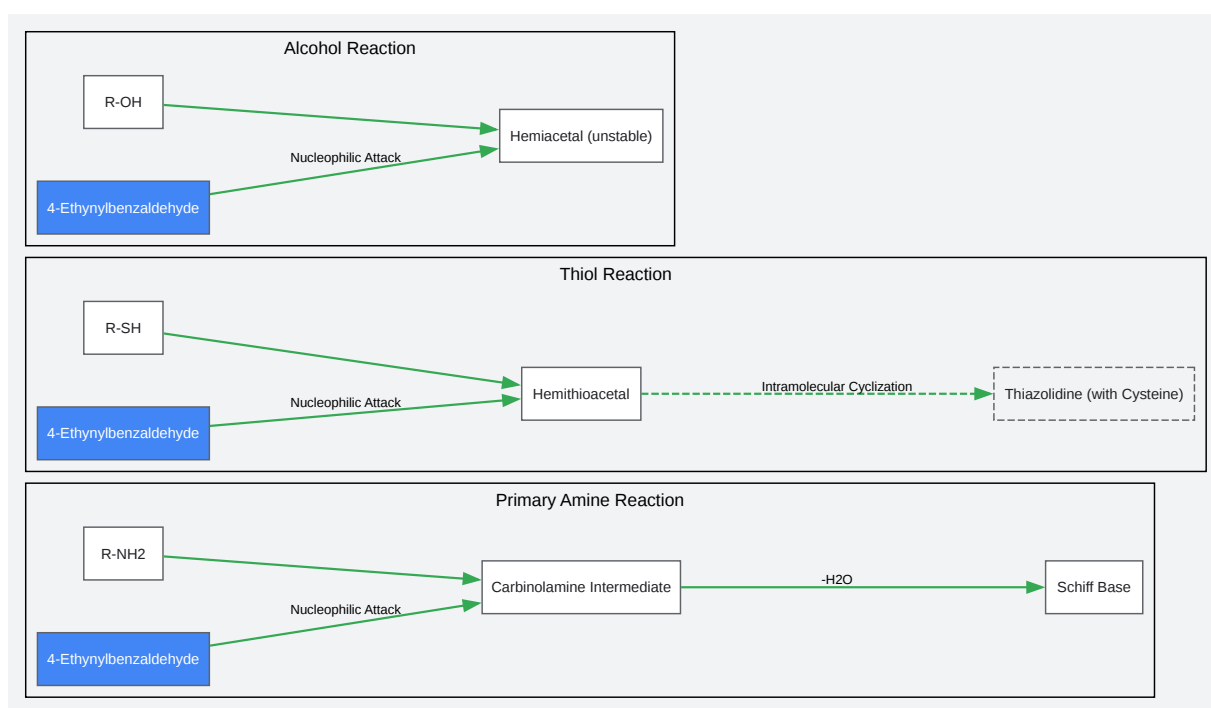 Alcohol Reaction
R-OH
Hemiacetal (unstable)
Nucleophilic Attack
4-Ethynylbenzaldehyde
Thiol Reaction
R-SH
Intramolecular Cyclization
Hemithioacetal
Thiazolidine (with Cysteine)
Nucleophilic Attack
4-Ethynylbenzaldehyde
Primary Amine Reaction
R-NH2
-H2O
Carbinolamine Intermediate
Schiff Base
Nucleophilic Attack
4-Ethynylbenzaldehyde